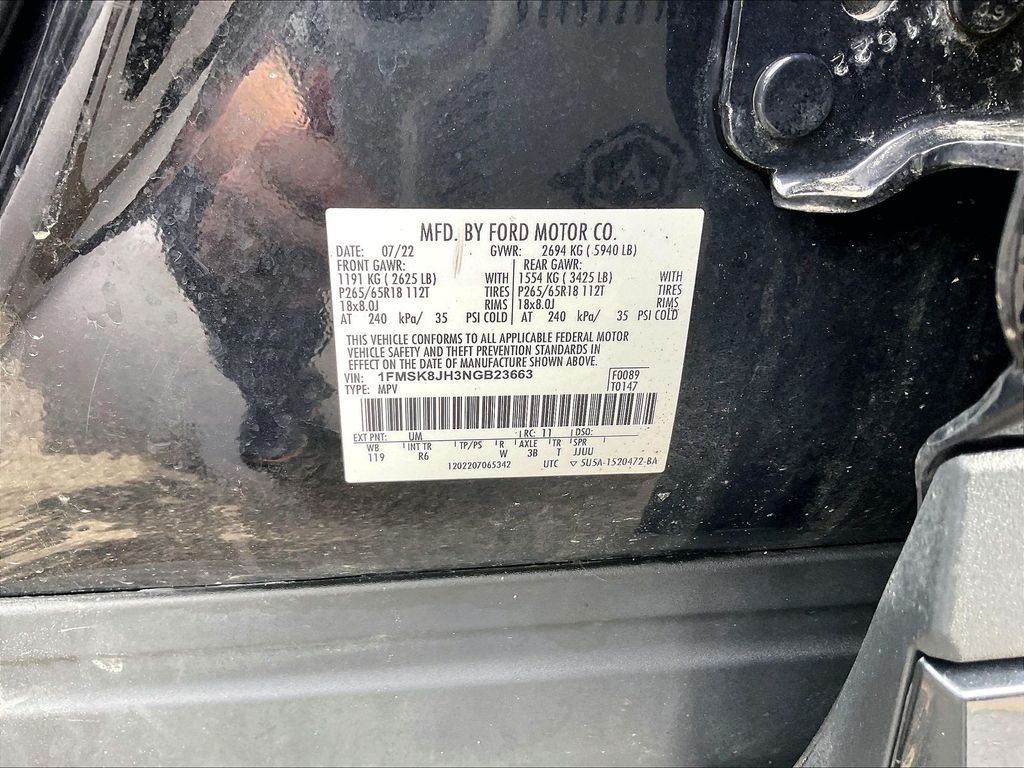 2291
MFD. BY FORD MOTOR CO.
DATE: 07/22 GVWR: 2694 KG ( 5940 LB)
FRONT GAWR: REAR GAWR:
1191 KG ( 2625 LB) WITH 1554 KG ( 3425 LB) WITH
P265/65R18 112T TIRES P265/65R18 112T TIRES
18x8.0J RIMS 18x8.0J RIMS
AT 240 kPa/ 35 PSI COLD AT 240 kPa/ 35 PSI COLD
THIS VEHICLE CONFORMS TO ALL APPLICABLE FEDERAL MOTOR
VEHICLE SAFETY AND THEFT PREVENTION STANDARDS IN
EFFECT ON THE DATE OF MANUFACTURE SHOWN ABOVE.
VIN: 1FMSK8JH3NGB23663 F0089
TYPE: MPV T0147
EXT PNT: UM RC: 11 DSO:
WB INT TR TP/PS R AXLE TR SPR
119 R6 W 3B T JJUU
1202207065342 UTC ▽ 5U5A-1520472-BA